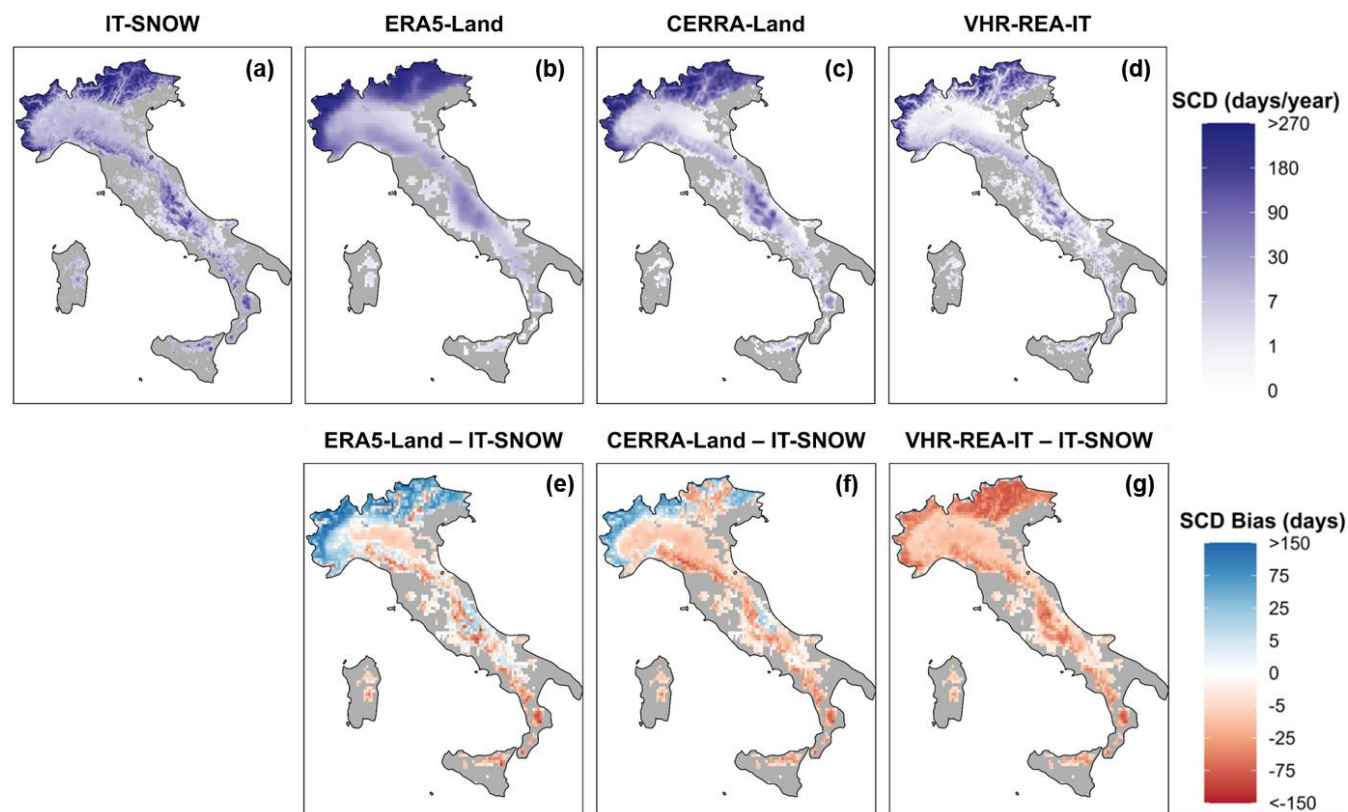 IT-SNOW
ERA5-Land
CERRA-Land
VHR-REA-IT
(a)
(b)
(c)
(d)
SCD (days/year)
>270
180
90
30
7
1
0
ERA5-Land – IT-SNOW
CERRA-Land – IT-SNOW
VHR-REA-IT – IT-SNOW
(e)
(f)
(g)
SCD Bias (days)
>150
75
25
5
0
-5
-25
-75
<-150